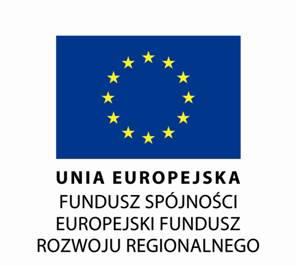 UNIA EUROPEJSKA
FUNDUSZ SPÓJNOŚCI
EUROPEJSKI FUNDUSZ
ROZWOJU REGIONALNEGO